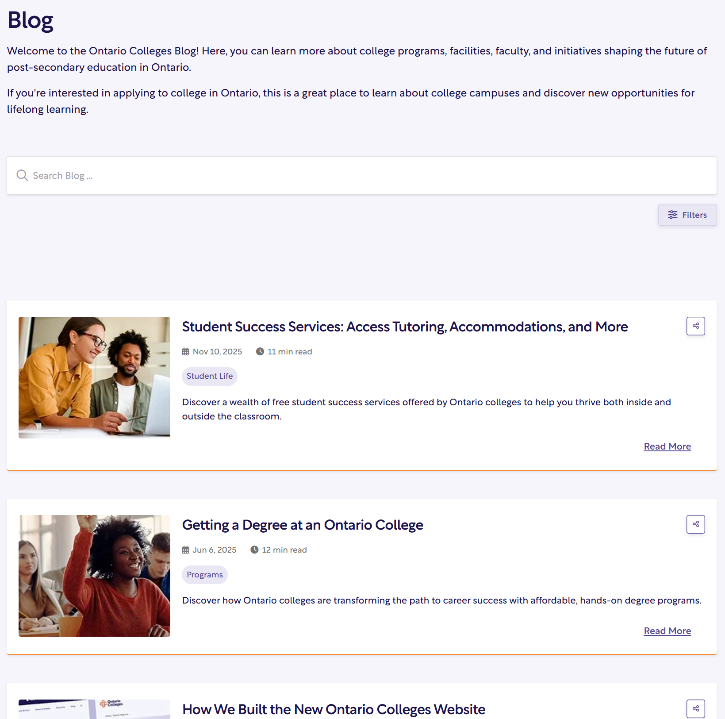 Blog
Welcome to the Ontario Colleges Blog! Here, you can learn more about college programs, facilities, faculty, and initiatives shaping the future of
post-secondary education in Ontario.
If you're interested in applying to college in Ontario, this is a great place to learn about college campuses and discover new opportunities for
lifelong learning.
Search Blog ...
Filters
Student Success Services: Access Tutoring, Accommodations, and More
Nov 10, 2025 11 min read
Student Life
Discover a wealth of free student success services offered by Ontario colleges to help you thrive both inside and
outside the classroom.
Read More
Getting a Degree at an Ontario College
Jun 6, 2025 12 min read
Programs
Discover how Ontario colleges are transforming the path to career success with affordable, hands-on degree programs.
Read More
Ontario
Colleges
How We Built the New Ontario Colleges Website